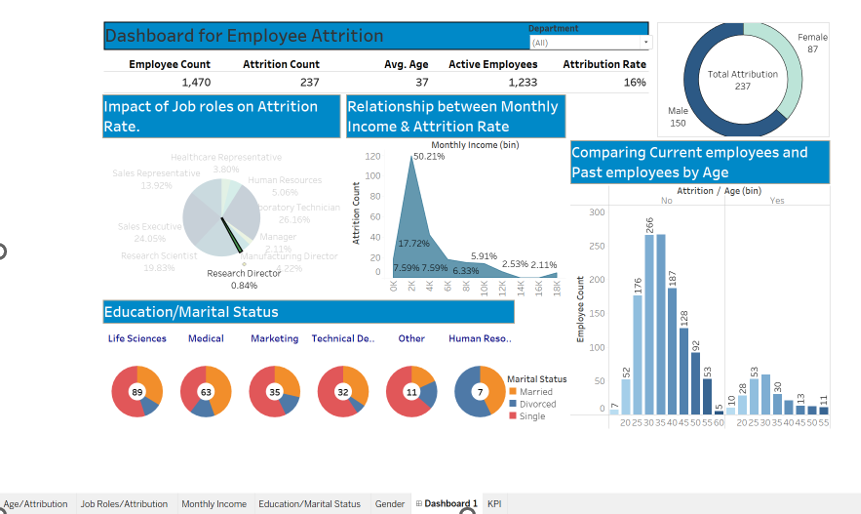 Dashboard for Employee Attrition
Department
(All)
Employee Count
Attrition Count
Avg. Age
Active Employees
Attribution Rate
1,470
237
37
1,233
16%
Female
87
Total Attribution
237
Male
150
Impact of Job roles on Attrition
Rate.
Healthcare Representative
3.80%
Sales Representative
13.92%
Human Resources
5.06%
boratory Technician
26.16%
Sales Executive
24.05%
Manager
2.11%
Research Scientist
19.83%
Manufacturing Director
4.22%
Research Director
0.84%
Relationship between Monthly
Income & Attrition Rate
Monthly Income (bin)
Attrition Count
120
100
80
60
40
20
0
50.21%
17.72%
7.59%
7.59%
6.33%
5.91%
2.53%
2.11%
0K
2K
4K
6K
8K
10K
12K
14K
16K
18K
Comparing Current employees and
Past employees by Age
Attrition / Age (bin)
No
Yes
Employee Count
300
250
200
150
100
50
0
7
52
176
266
187
128
92
53
5
10
28
53
30
13
11
20 25 30 35 40 45 50 55 60
20 25 30 35 40 45 50 55
Education/Marital Status
Life Sciences
Medical
Marketing
Technical De..
Other
Human Reso..
89
63
35
32
11
7
Marital Status
Married
Divorced
Single
Age/Attribution
Job Roles/Attribution
Monthly Income
Education/Marital Status
Gender
Dashboard 1
KPI